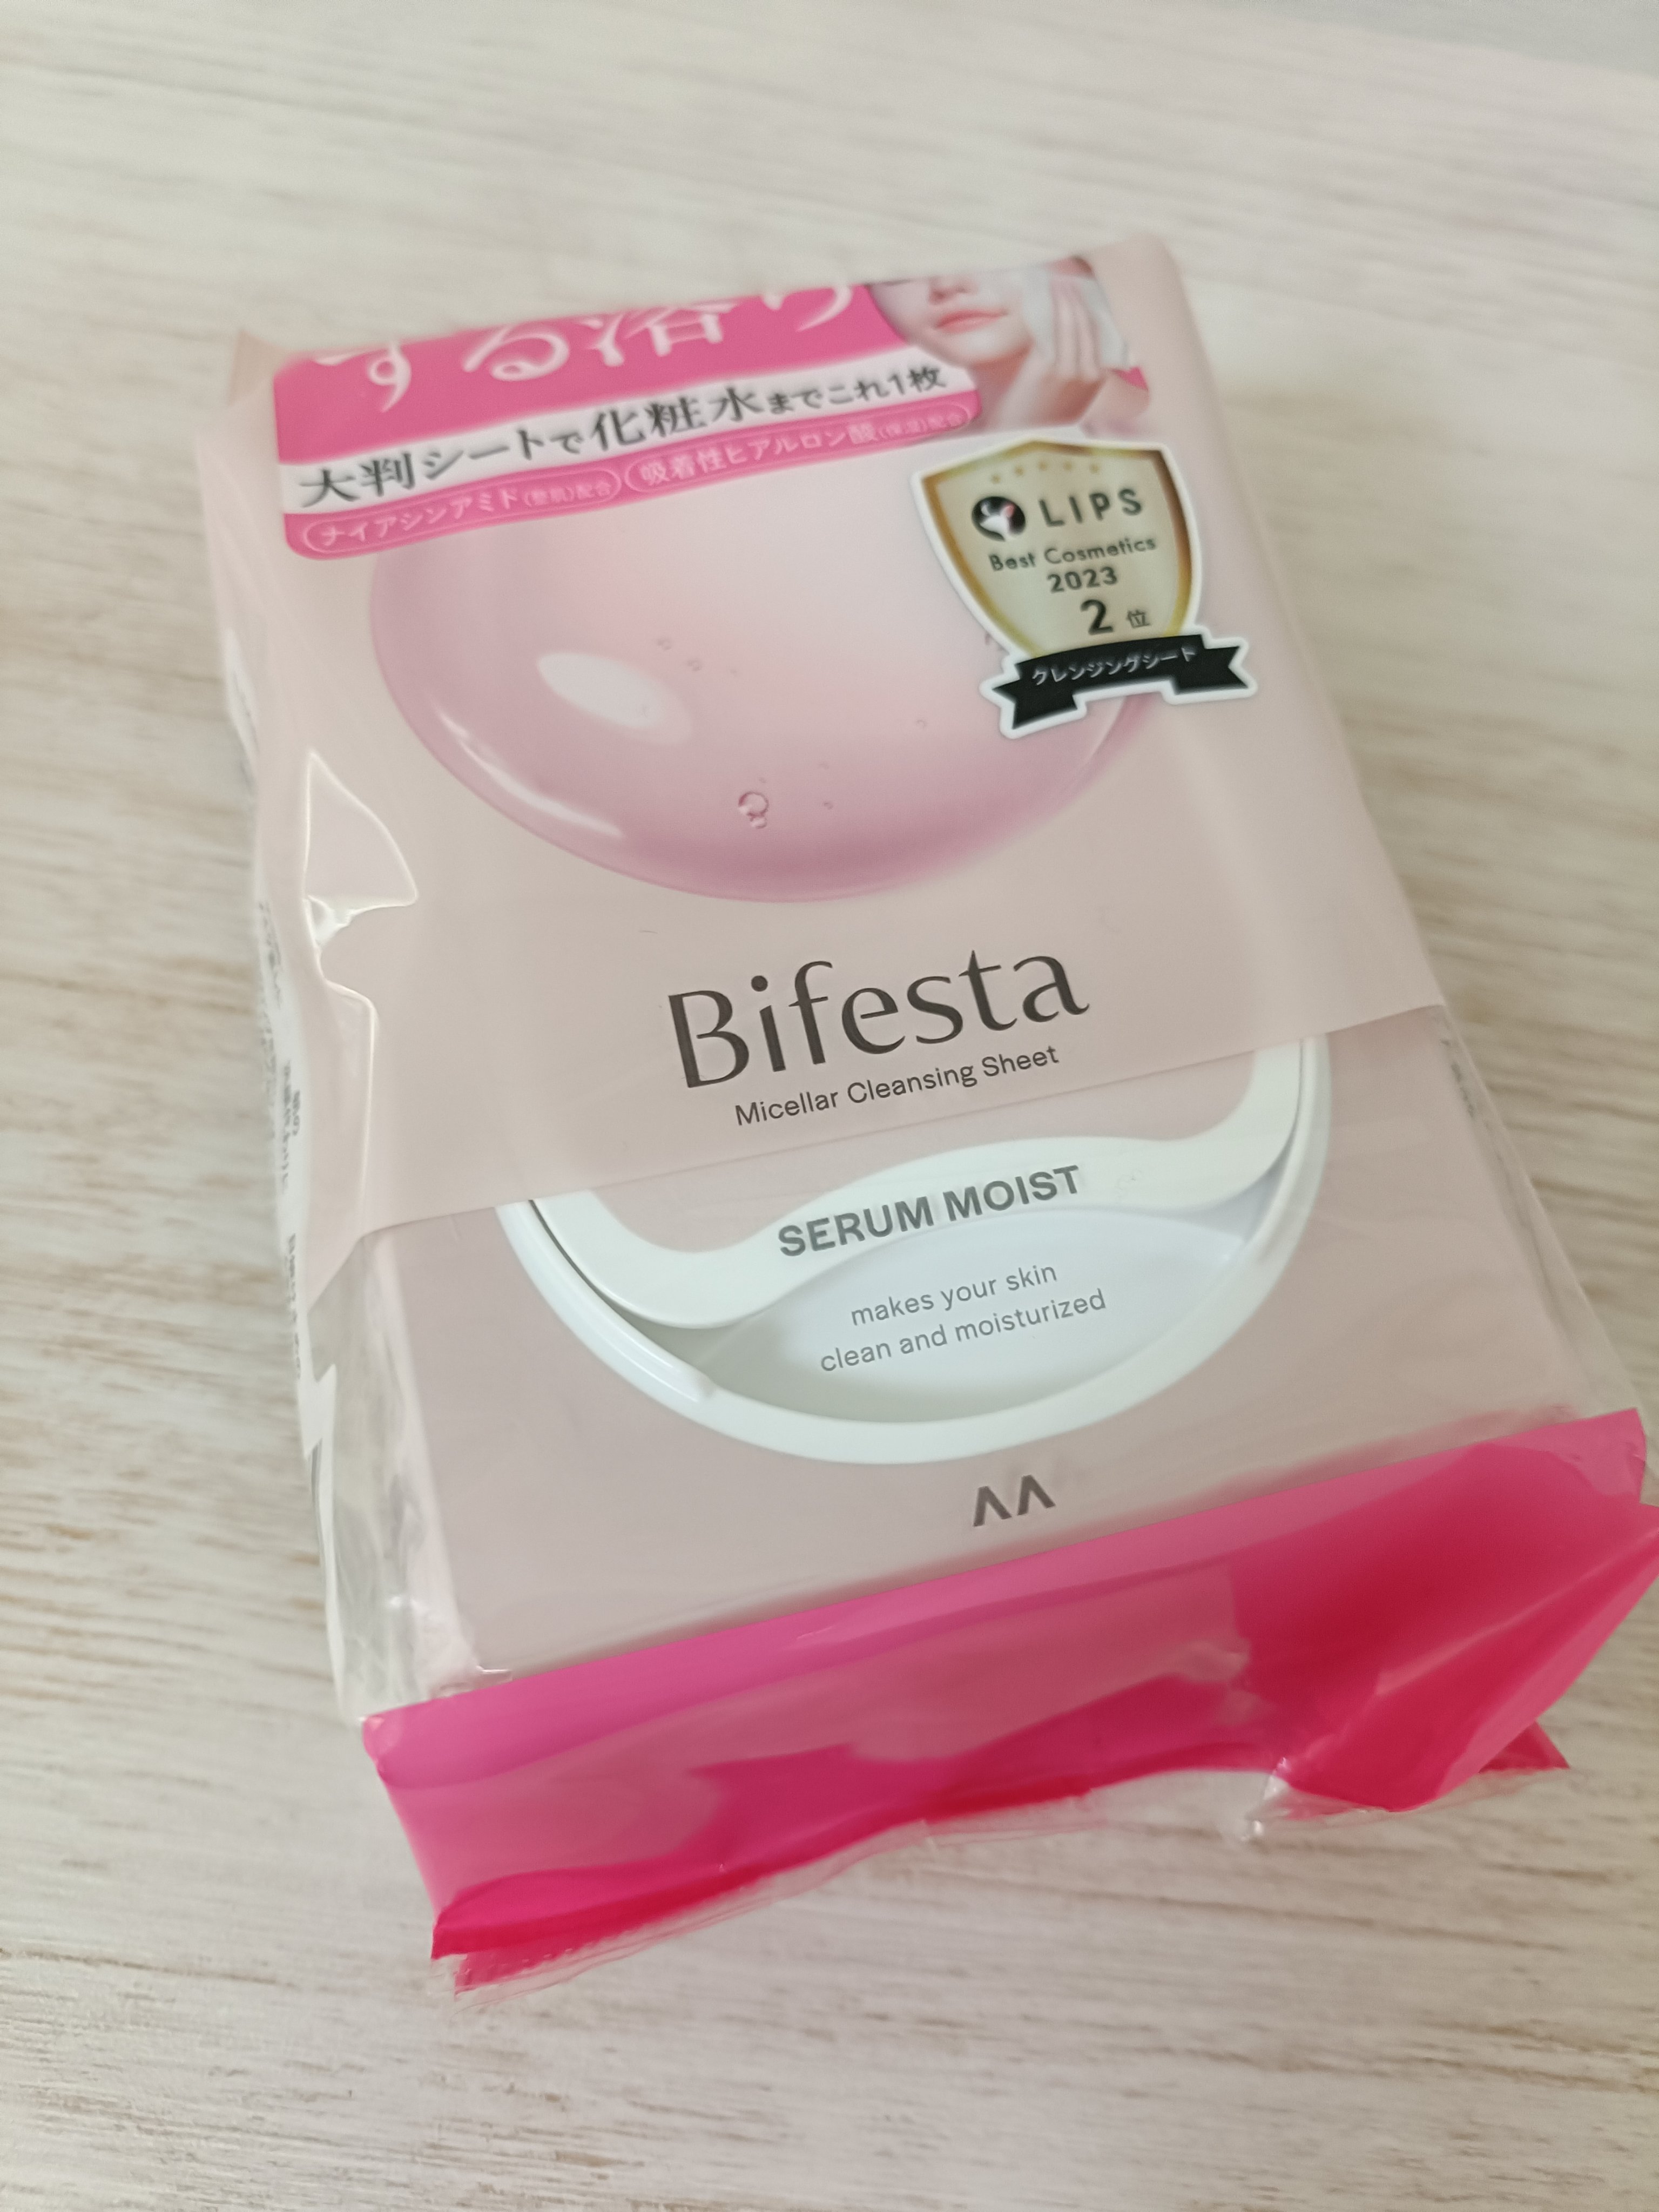 する溶け
大判シートで化粧水までこれ1枚
ナイアシンアミド(整肌)配合 吸着性ヒアルロン酸(保湿)配合
LIPS
Best Cosmetics
2023
2位
クレンジングシート
Bifesta
Micellar Cleansing Sheet
SERUM MOIST
makes your skin
clean and moisturized